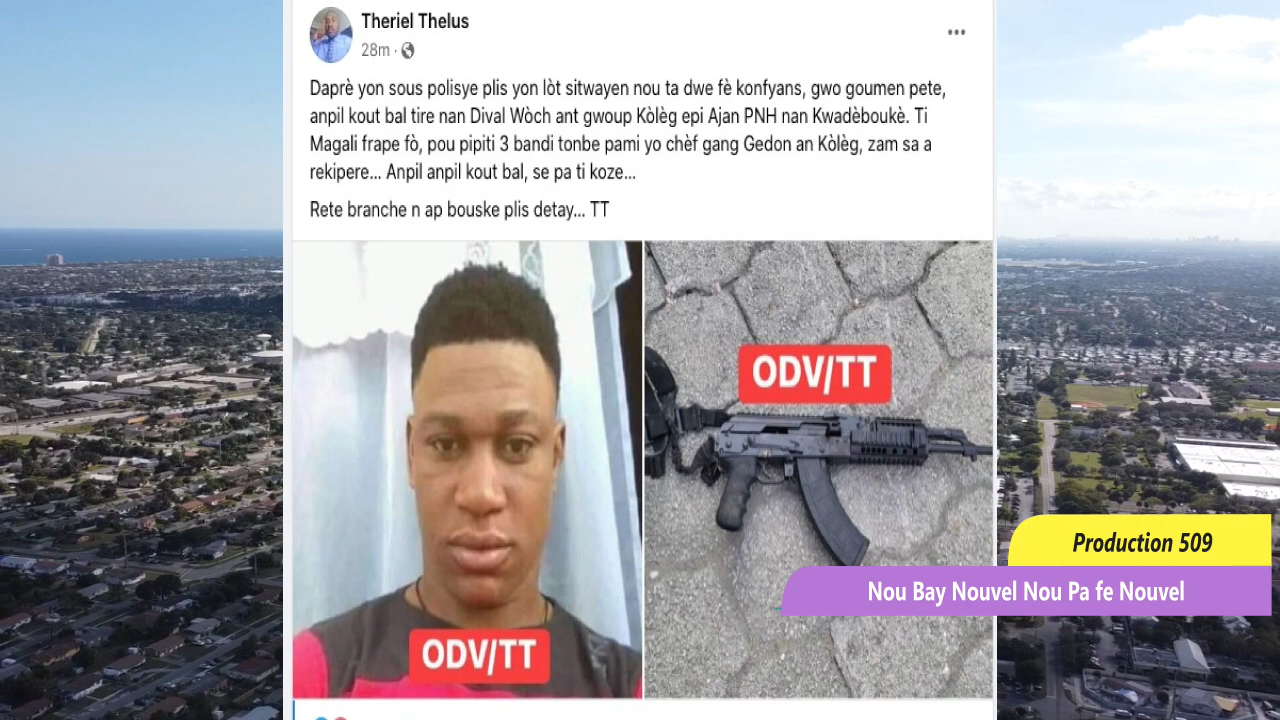 Theriel Thelus
28m ·
Daprè yon sous polisye plis yon lòt sitwayen nou ta dwe fè konfyans, gwo goumen pete,
anpil kout bal tire nan Dival Wòch ant gwoup Kòlèg epi Ajan PNH nan Kwadèboukè. Ti
Magali frape fò, pou pipiti 3 bandi tonbe pami yo chèf gang Gedon an Kòlèg, zam sa a
rekipere... Anpil anpil kout bal, se pa ti koze...
Rete branche n ap bouske plis detay... TT
ODV/TT
ODV/TT
Production 509
Nou Bay Nouvel Nou Pa fe Nouvel